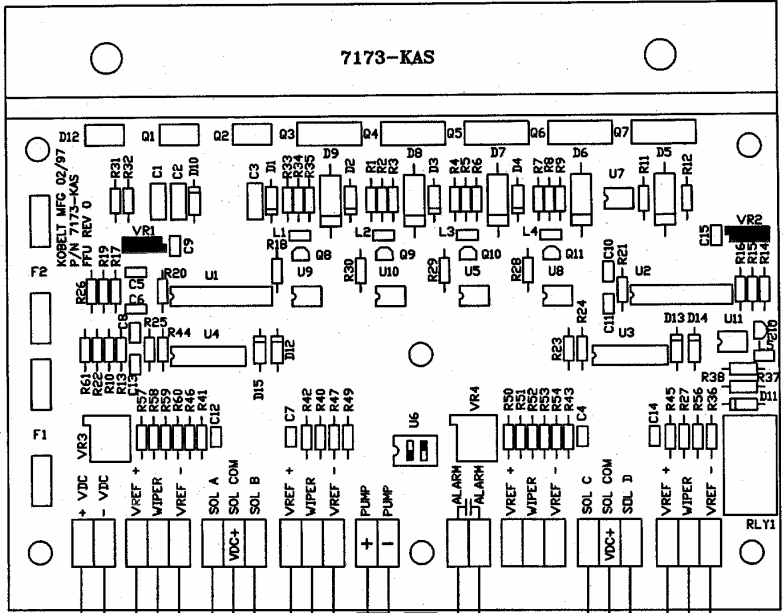 7173-KAS
D12 Q1 Q2 Q3 Q4 Q5 Q6 Q7
KOBELT MFG 02/97
P/N 7173-KAS
FFU REV 0
R31 R32 C1 C2 D10 C3 D1 R33 R34 R35 D9 D2 R1 R2 R3 D8 D3 R4 R5 R6 D7 D4 R7 R8 R9 D6 U7 R11 D5 R12
VR1 C9 L1 L2 L3 L4 C15 VR2
R18 Q8 Q9 Q10 Q11
F2 R26 R19 R17 C5 C6 R20 U1 U9 R30 U10 R29 U5 R28 U8 C10 R21 U2 R16 R15 R14
C8 R25 R44 U4 C11 R24 U3 D13 D14 U11 Q12
R61 R22 R10 R13 C13 D15 D12 R23 R38 R37
D11
F1 VR3 R57 R58 R59 R60 R46 R41 C12 C7 R42 R40 R47 R49 U6 VR4 R50 R51 R52 R53 R54 R43 C4 C14 R45 R27 R56 R36
+ VDC
- VDC
VREF +
WIPER
VREF -
SOL A
SOL COM
SOL B
VREF +
WIPER
VREF -
PUMP
PUMP
ALARM
ALARM
VREF +
WIPER
VREF -
SOL C
SOL COM
SOL D
VREF +
WIPER
VREF -
RLY1
VDC+
+
-
VDC+